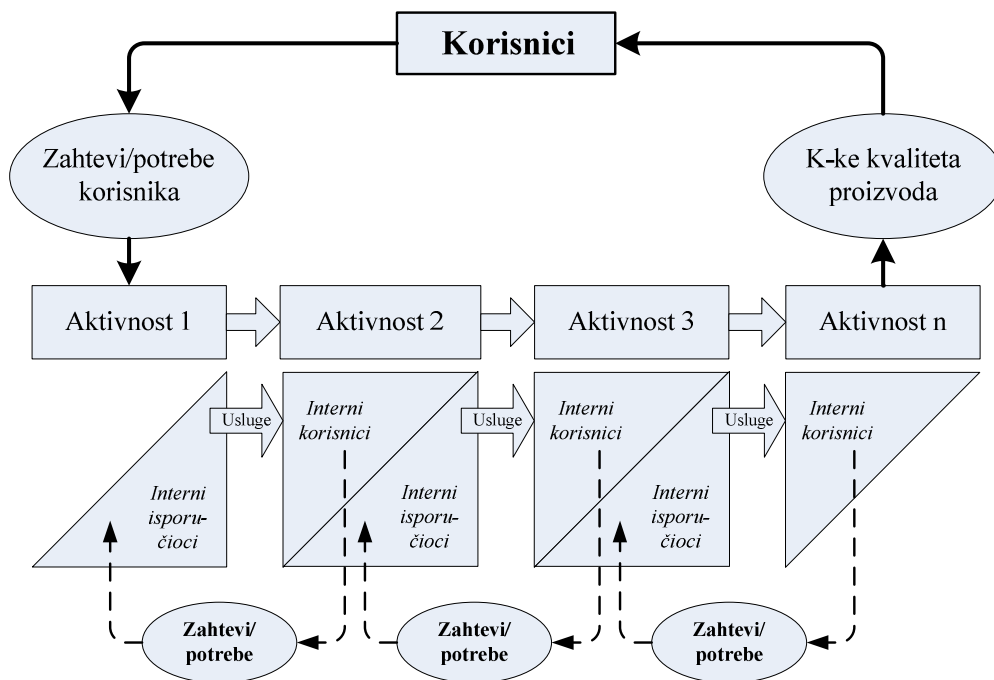 Korisnici
Zahtevi/potrebe
korisnika
K-ke kvaliteta
proizvoda
Aktivnost 1
Aktivnost 2
Aktivnost 3
Aktivnost n
Usluge
Interni
korisnici
Usluge
Interni
korisnici
Usluge
Interni
korisnici
Interni
isporu-
čioci
Interni
isporu-
čioci
Interni
isporu-
čioci
Zahtevi/
potrebe
Zahtevi/
potrebe
Zahtevi/
potrebe